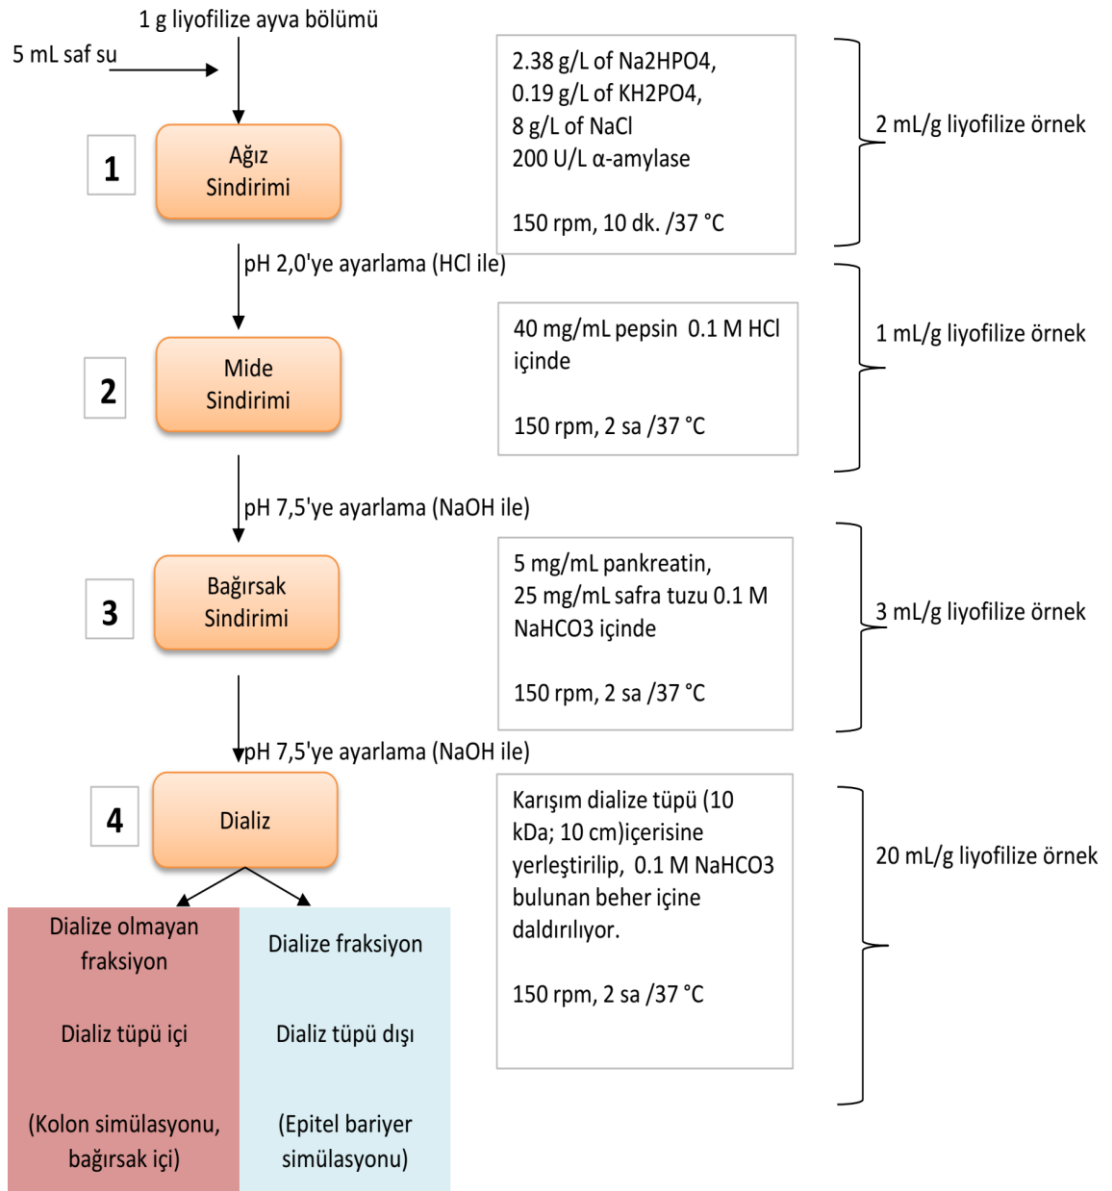 1 g liyofilize ayva bölümü
5 mL saf su
1
Ağız
Sindirimi
2.38 g/L of Na2HPO4,
0.19 g/L of KH2PO4,
8 g/L of NaCl
200 U/L α-amylase
150 rpm, 10 dk. /37 °C
2 mL/g liyofilize örnek
pH 2,0'ye ayarlama (HCl ile)
2
Mide
Sindirimi
40 mg/mL pepsin 0.1 M HCl
içinde
150 rpm, 2 sa /37 °C
1 mL/g liyofilize örnek
pH 7,5'ye ayarlama (NaOH ile)
3
Bağırsak
Sindirimi
5 mg/mL pankreatin,
25 mg/mL safra tuzu 0.1 M
NaHCO3 içinde
150 rpm, 2 sa /37 °C
3 mL/g liyofilize örnek
pH 7,5'ye ayarlama (NaOH ile)
4
Dializ
Karışım dialize tüpü (10
kDa; 10 cm)içerisine
yerleştirilip, 0.1 M NaHCO3
bulunan beher içine
daldırılıyor.
150 rpm, 2 sa /37 °C
20 mL/g liyofilize örnek
Dialize olmayan
fraksiyon
Dializ tüpü içi
(Kolon simülasyonu,
bağırsak içi)
Dialize fraksiyon
Dializ tüpü dışı
(Epitel bariyer
simülasyonu)